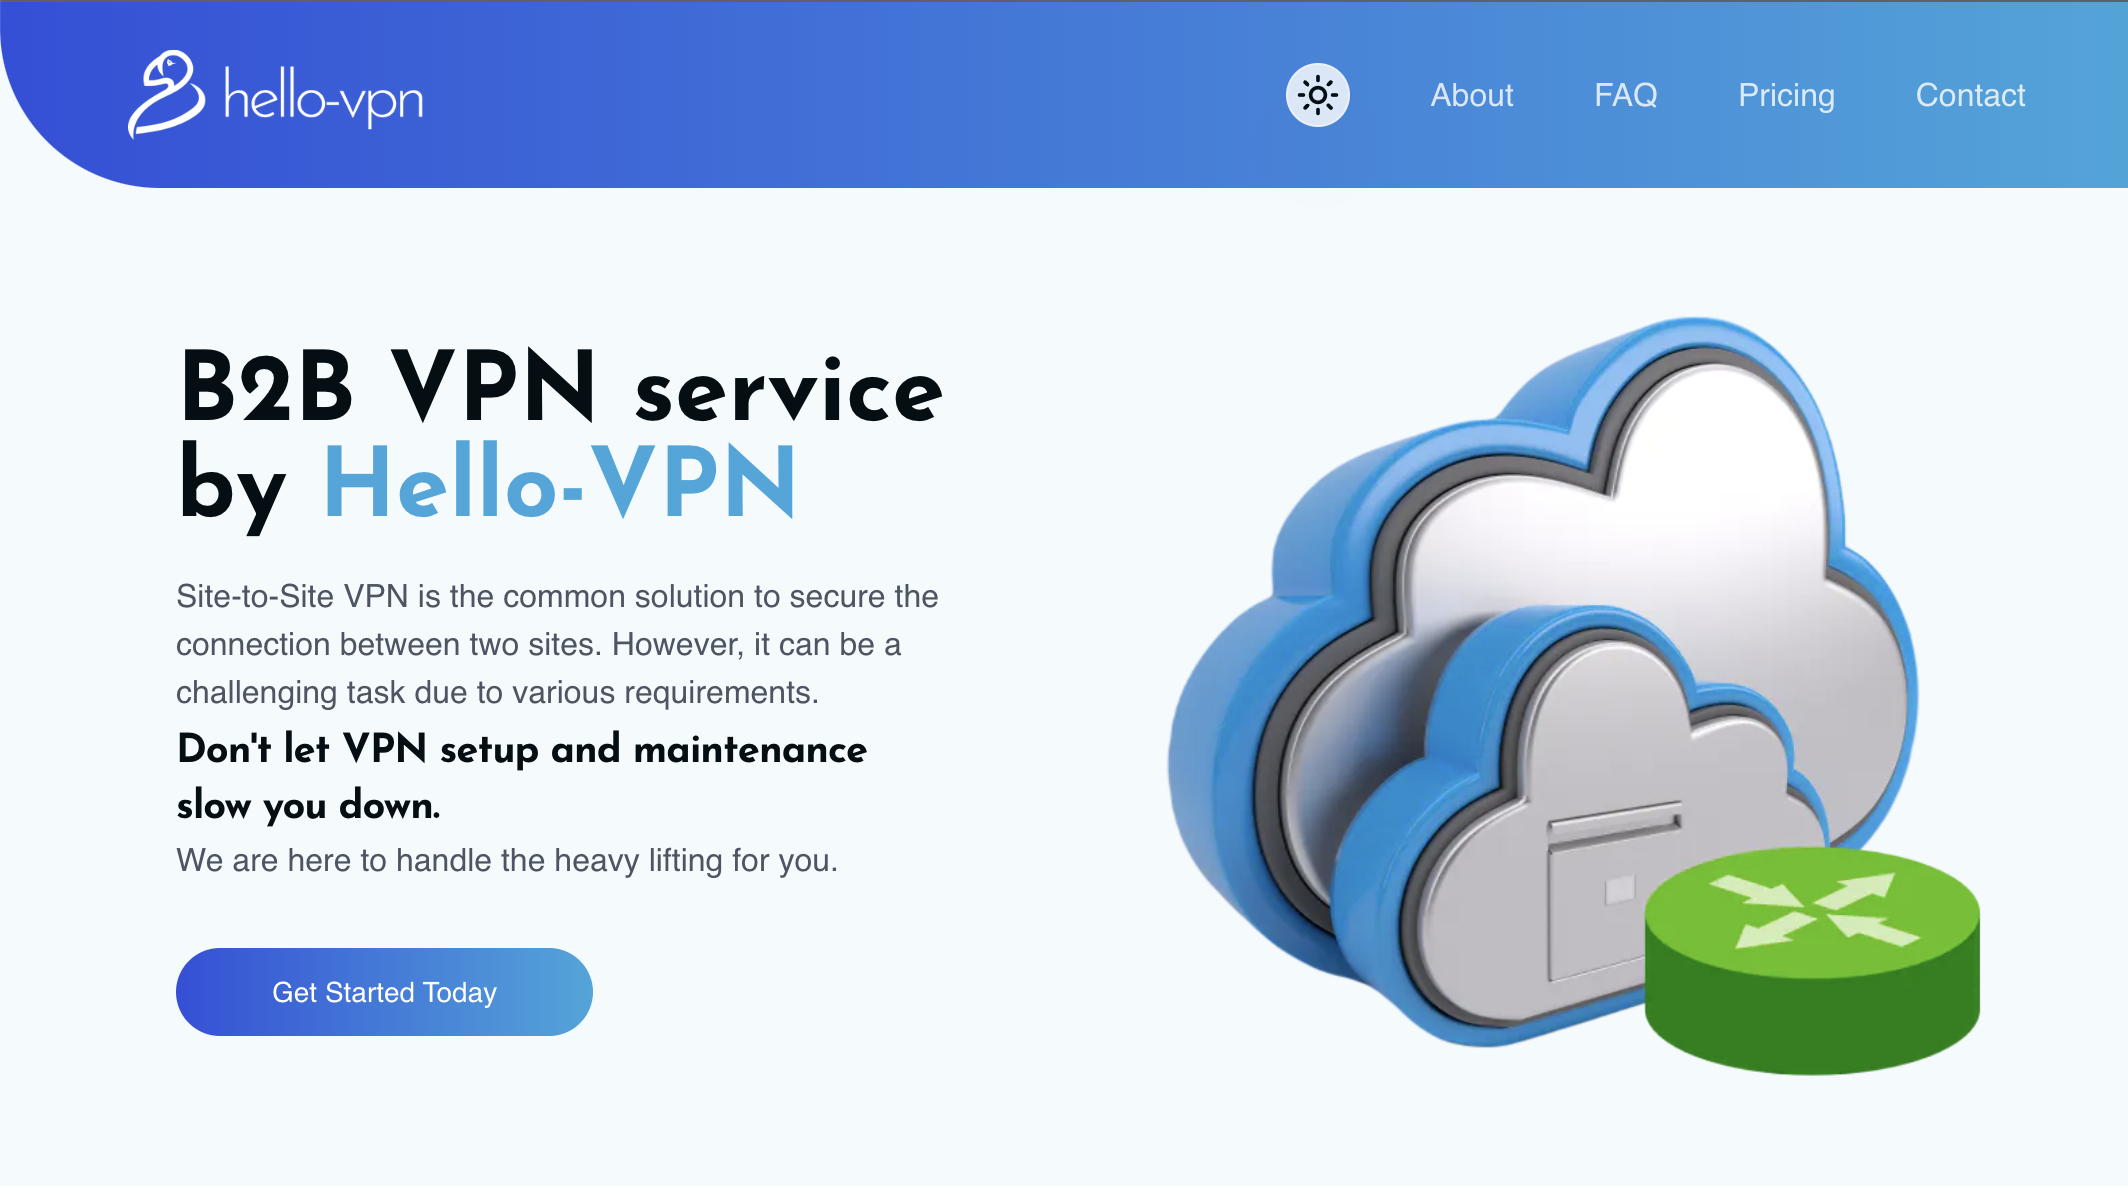 hello-vpn
About
FAQ
Pricing
Contact
B2B VPN service
by Hello-VPN
Site-to-Site VPN is the common solution to secure the
connection between two sites. However, it can be a
challenging task due to various requirements.
Don't let VPN setup and maintenance
slow you down.
We are here to handle the heavy lifting for you.
Get Started Today